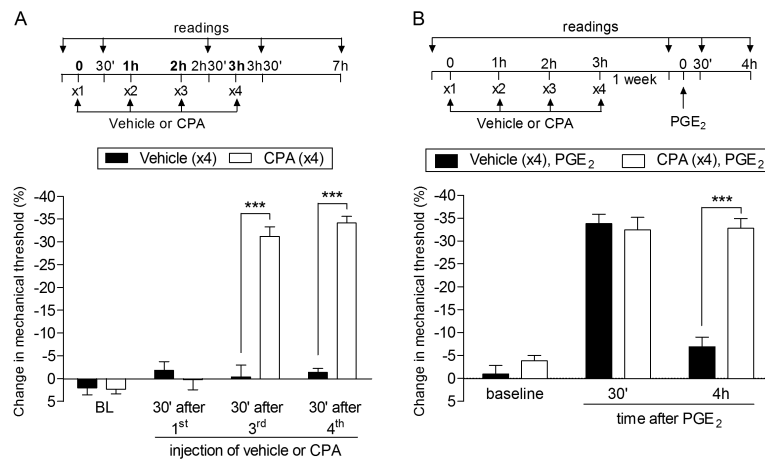 A
readings
0 30' 1h 2h 2h30' 3h 3h30' 7h
x1 x2 x3 x4
Vehicle or CPA
Vehicle (x4) CPA (x4)
Change in mechanical threshold (%)
-40
-35
-30
-25
-20
-15
-10
-5
0
5
***
***
BL
30' after 30' after 30' after
1st 3rd 4th
injection of vehicle or CPA
B
readings
0 1h 2h 3h 0 30' 4h
1 week
x1 x2 x3 x4
Vehicle or CPA
PGE2
Vehicle (x4), PGE2 CPA (x4), PGE2
Change in mechanical threshold (%)
-40
-35
-30
-25
-20
-15
-10
-5
0
5
***
baseline 30' 4h
time after PGE2